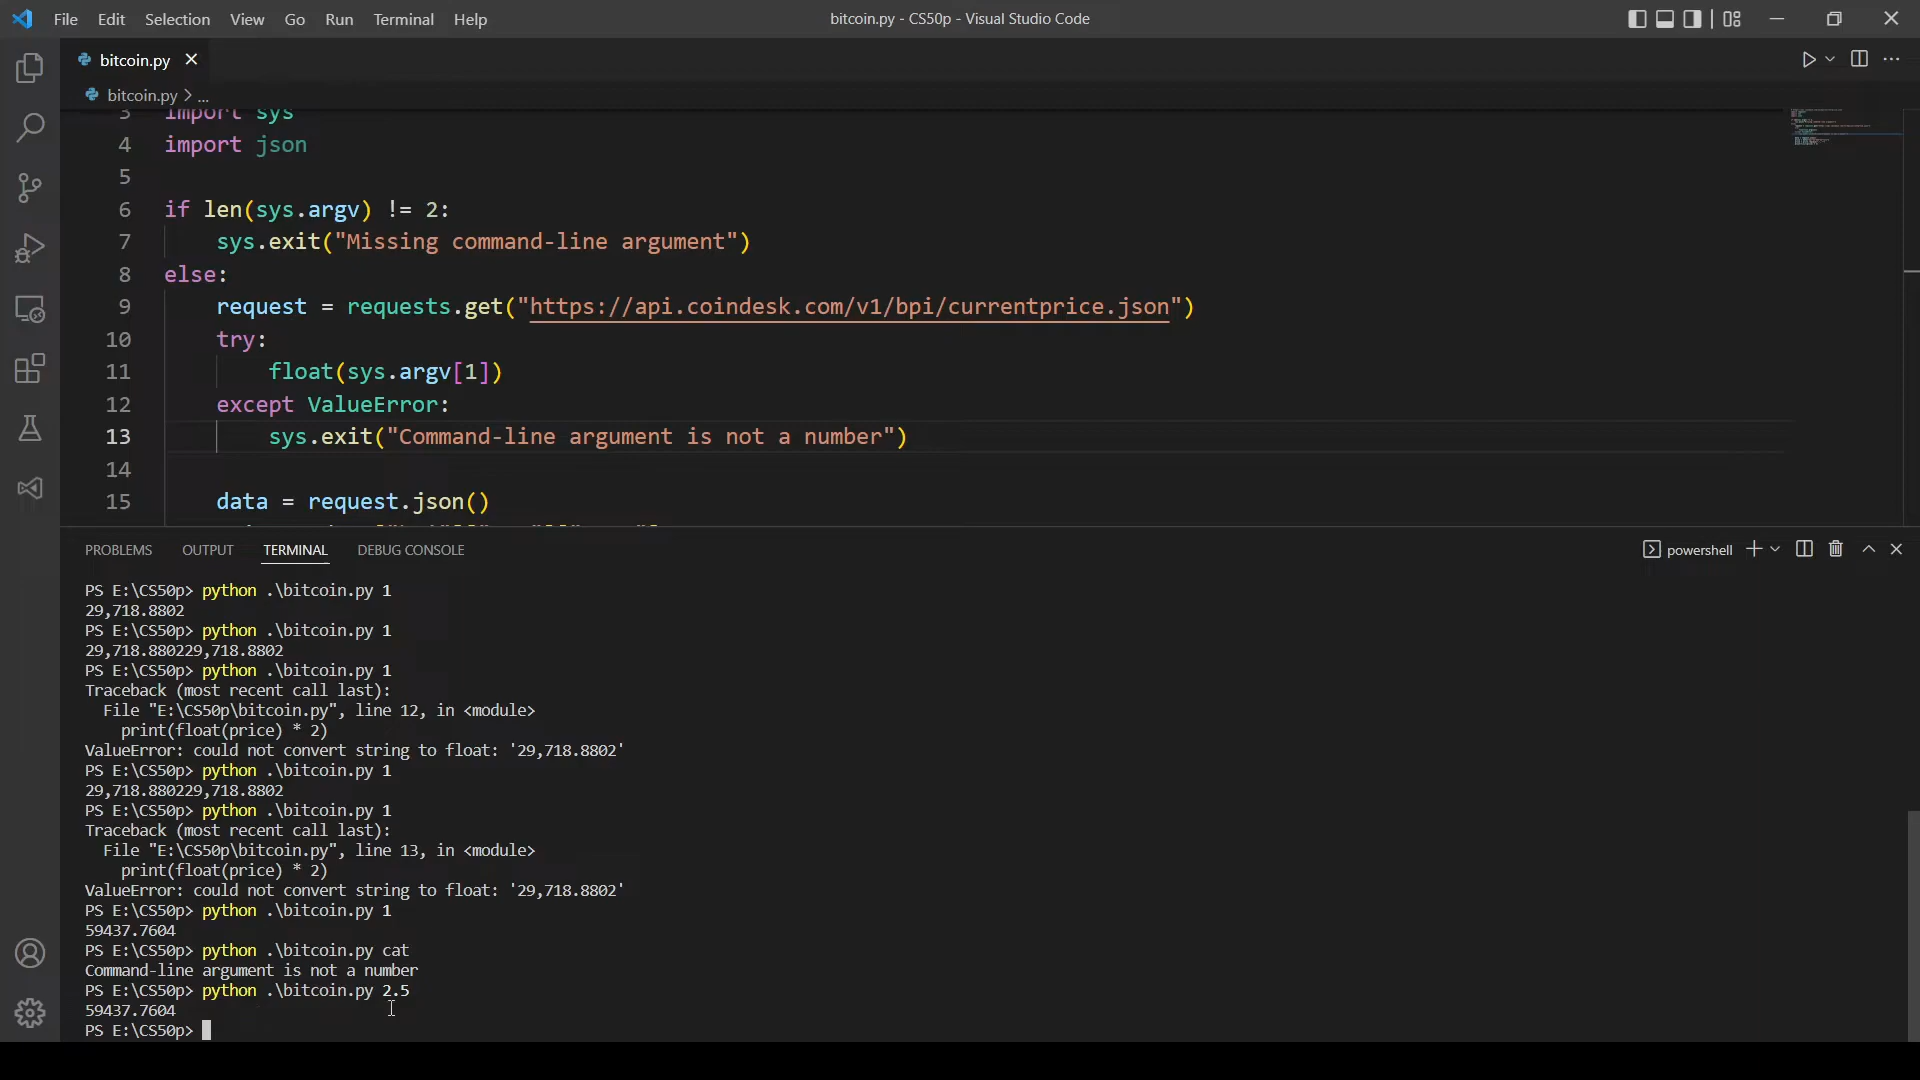 File Edit Selection View Go Run Terminal Help
bitcoin.py - CS50p - Visual Studio Code
bitcoin.py
bitcoin.py > ...
3 import sys
4 import json
5
6 if len(sys.argv) != 2:
7 sys.exit("Missing command-line argument")
8 else:
9 request = requests.get("https://api.coindesk.com/v1/bpi/currentprice.json")
10 try:
11 float(sys.argv[1])
12 except ValueError:
13 sys.exit("Command-line argument is not a number")
14
15 data = request.json()
PROBLEMS OUTPUT TERMINAL DEBUG CONSOLE
powershell
PS E:\CS50p> python .\bitcoin.py 1
29,718.8802
PS E:\CS50p> python .\bitcoin.py 1
29,718.880229,718.8802
PS E:\CS50p> python .\bitcoin.py 1
Traceback (most recent call last):
File "E:\CS50p\bitcoin.py", line 12, in <module>
print(float(price) * 2)
ValueError: could not convert string to float: '29,718.8802'
PS E:\CS50p> python .\bitcoin.py 1
29,718.880229,718.8802
PS E:\CS50p> python .\bitcoin.py 1
Traceback (most recent call last):
File "E:\CS50p\bitcoin.py", line 13, in <module>
print(float(price) * 2)
ValueError: could not convert string to float: '29,718.8802'
PS E:\CS50p> python .\bitcoin.py 1
59437.7604
PS E:\CS50p> python .\bitcoin.py cat
Command-line argument is not a number
PS E:\CS50p> python .\bitcoin.py 2.5
59437.7604
PS E:\CS50p>